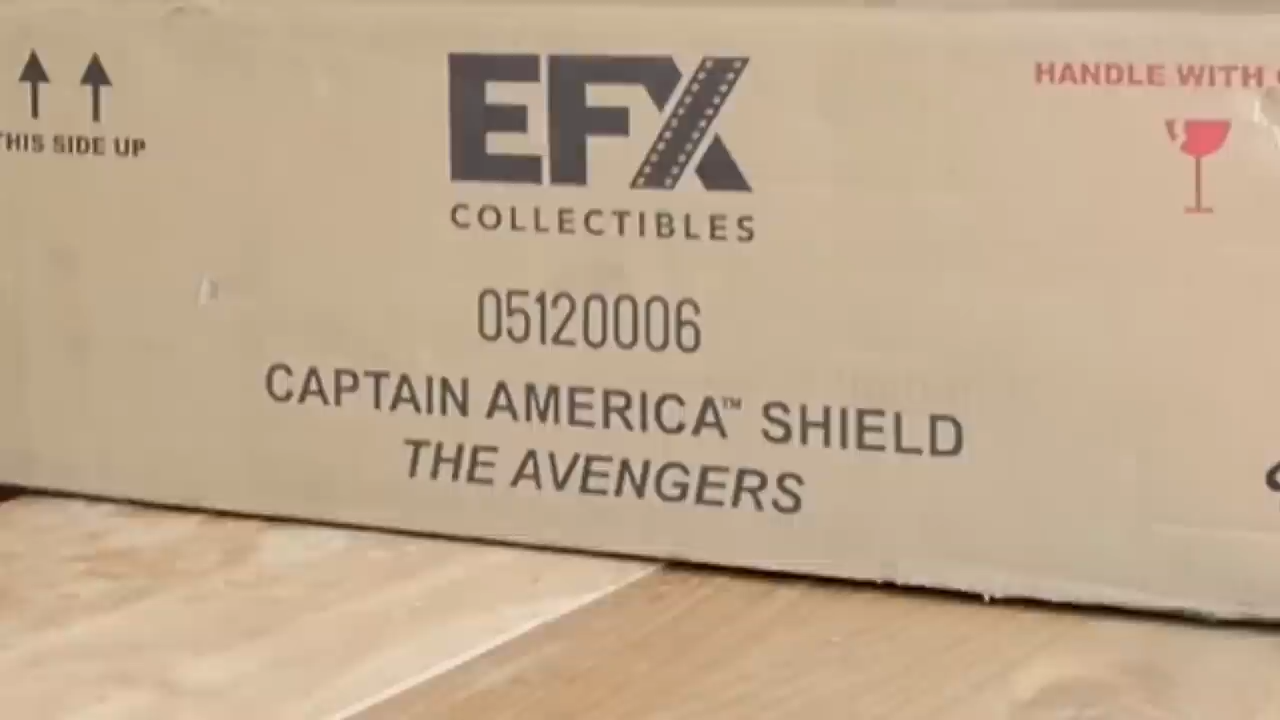 THIS SIDE UP
EFX
COLLECTIBLES
HANDLE WITH
05120006
CAPTAIN AMERICA™ SHIELD
THE AVENGERS